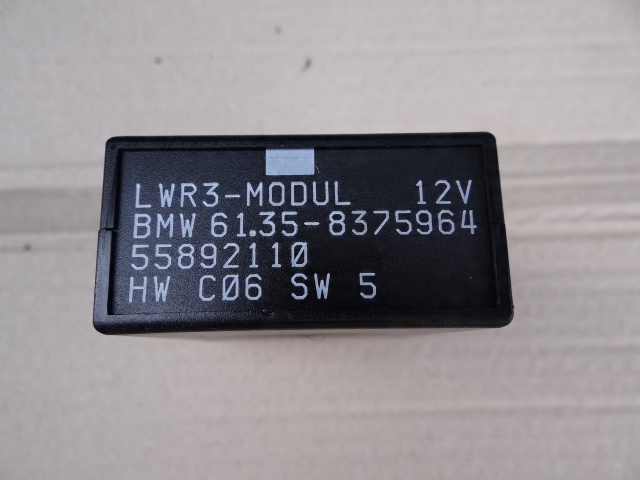 LWR3-MODUL 12V
BMW 61.35-8375964
55892110
HW C06 SW 5